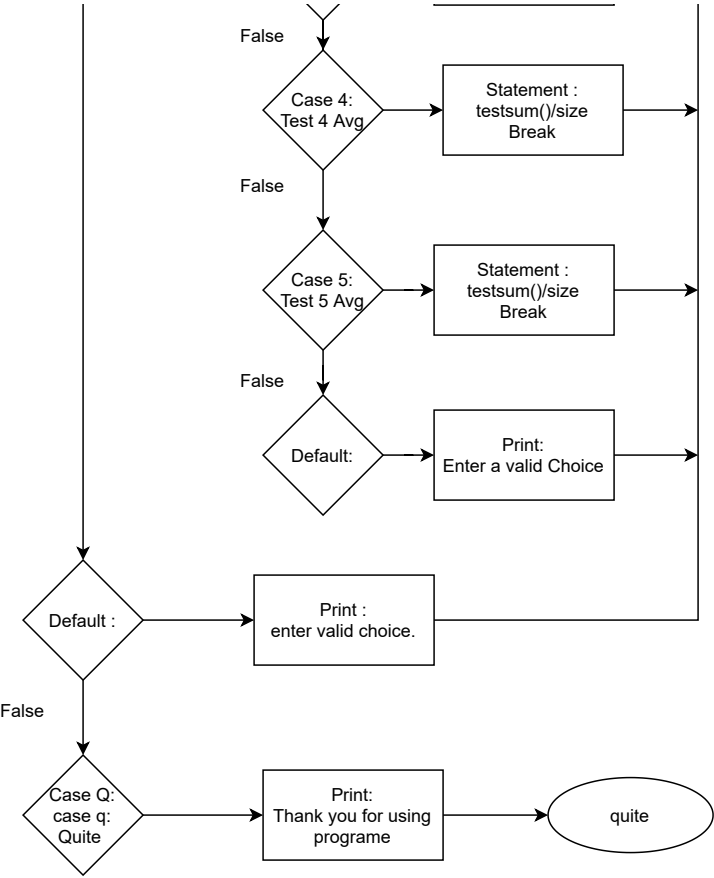 False
Case 4:
Test 4 Avg
Statement :
testsum()/size
Break
False
Case 5:
Test 5 Avg
Statement :
testsum()/size
Break
False
Default:
Print:
Enter a valid Choice
Default :
Print :
enter valid choice.
False
Case Q:
case q:
Quite
Print:
Thank you for using
programe
quite